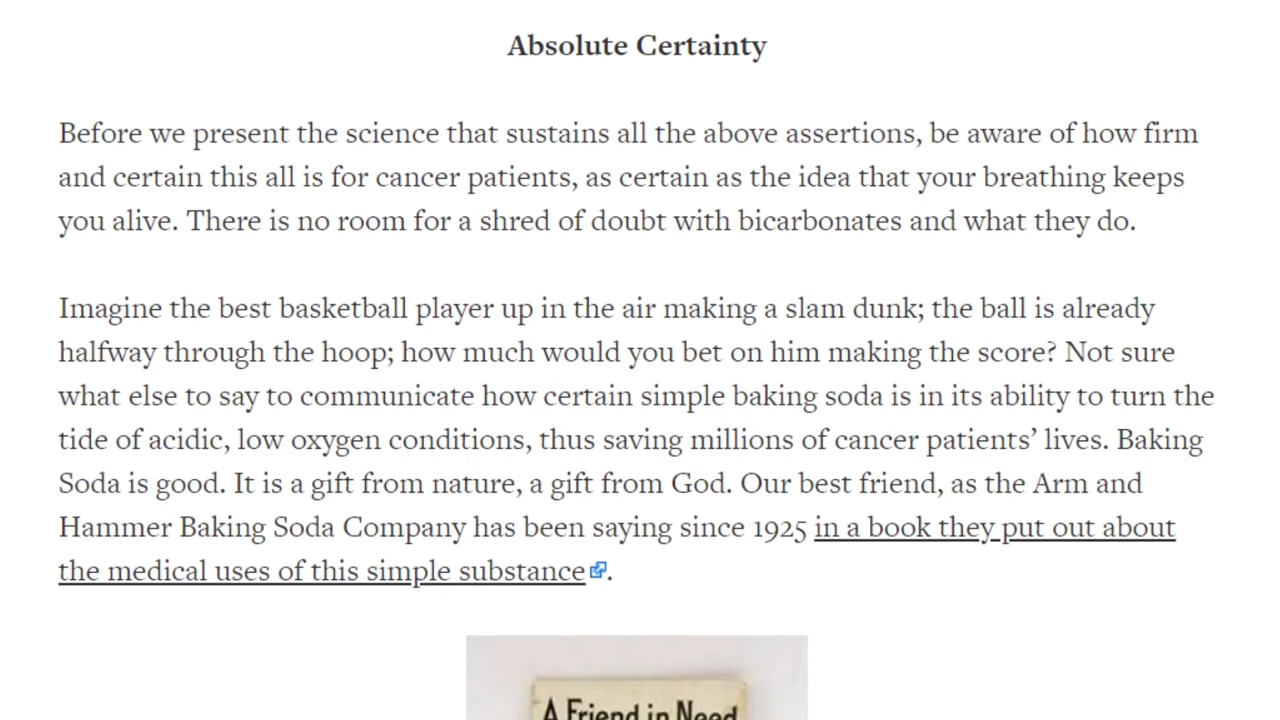 Absolute Certainty
Before we present the science that sustains all the above assertions, be aware of how firm
and certain this all is for cancer patients, as certain as the idea that your breathing keeps
you alive. There is no room for a shred of doubt with bicarbonates and what they do.
Imagine the best basketball player up in the air making a slam dunk; the ball is already
halfway through the hoop; how much would you bet on him making the score? Not sure
what else to say to communicate how certain simple baking soda is in its ability to turn the
tide of acidic, low oxygen conditions, thus saving millions of cancer patients’ lives. Baking
Soda is good. It is a gift from nature, a gift from God. Our best friend, as the Arm and
Hammer Baking Soda Company has been saying since 1925 in a book they put out about
the medical uses of this simple substance.
A Friend in Need